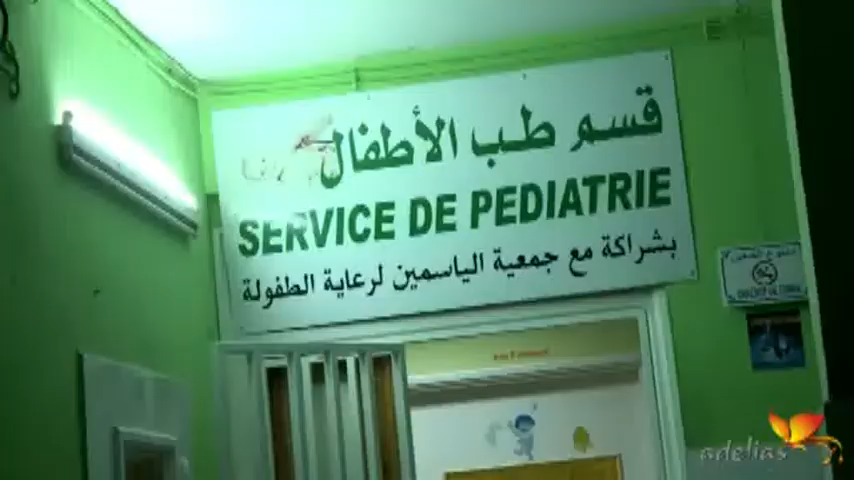 قسم طب الأطفال
SERVICE DE PEDIATRIE
بشراكة مع جمعية الياسمين لرعاية الطفولة
adelias